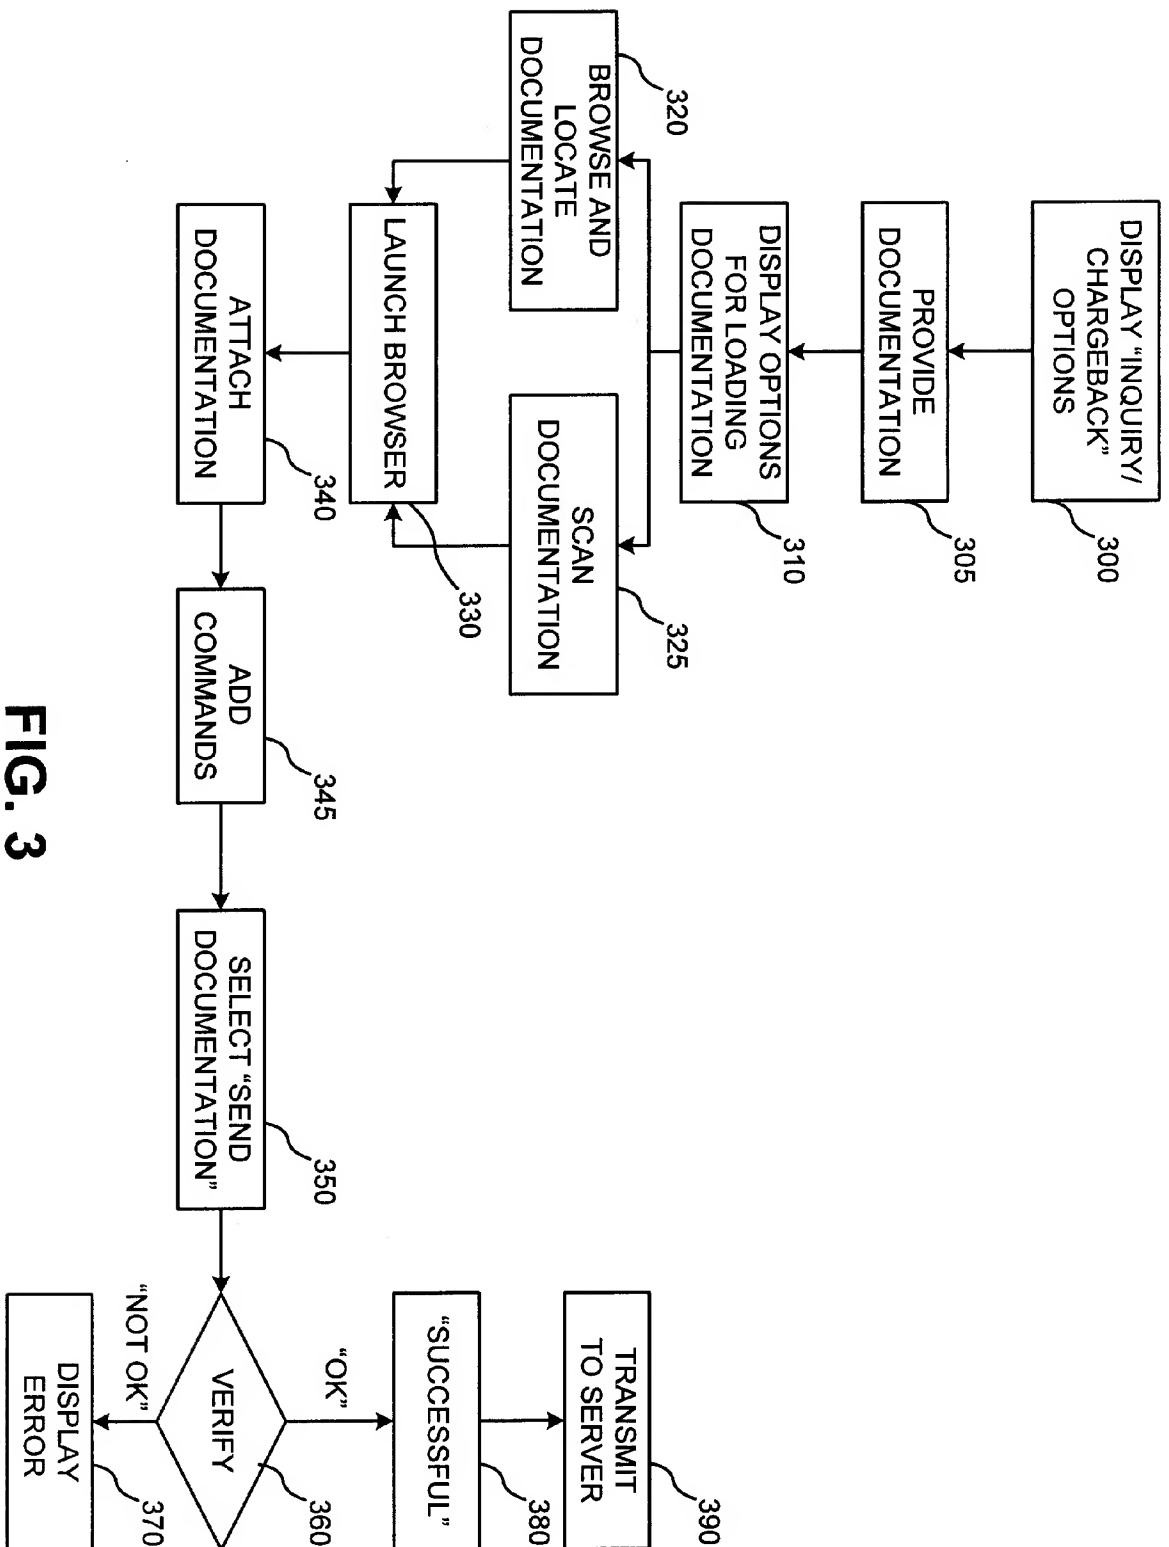 DISPLAY “INQUIRY/
CHARGEBACK”
OPTIONS
300
PROVIDE
DOCUMENTATION
305
DISPLAY OPTIONS
FOR LOADING
DOCUMENTATION
310
BROWSE AND
LOCATE
DOCUMENTATION
320
SCAN
DOCUMENTATION
325
LAUNCH BROWSER
330
ATTACH
DOCUMENTATION
340
ADD
COMMANDS
345
SELECT “SEND
DOCUMENTATION”
350
VERIFY
360
“OK”
“NOT OK”
DISPLAY
ERROR
370
“SUCCESSFUL”
380
TRANSMIT
TO SERVER
390
FIG. 3